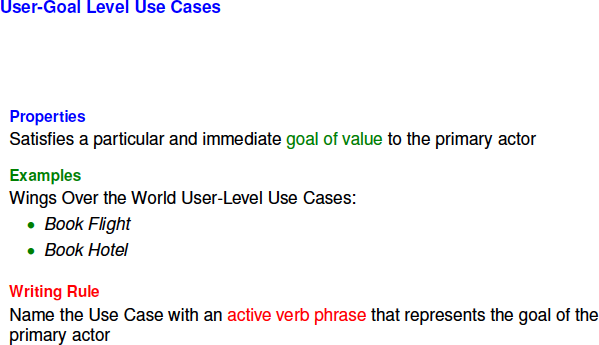 User-Goal Level Use Cases
Properties
Satisfies a particular and immediate goal of value to the primary actor
Examples
Wings Over the World User-Level Use Cases:
• Book Flight
• Book Hotel
Writing Rule
Name the Use Case with an active verb phrase that represents the goal of the
primary actor